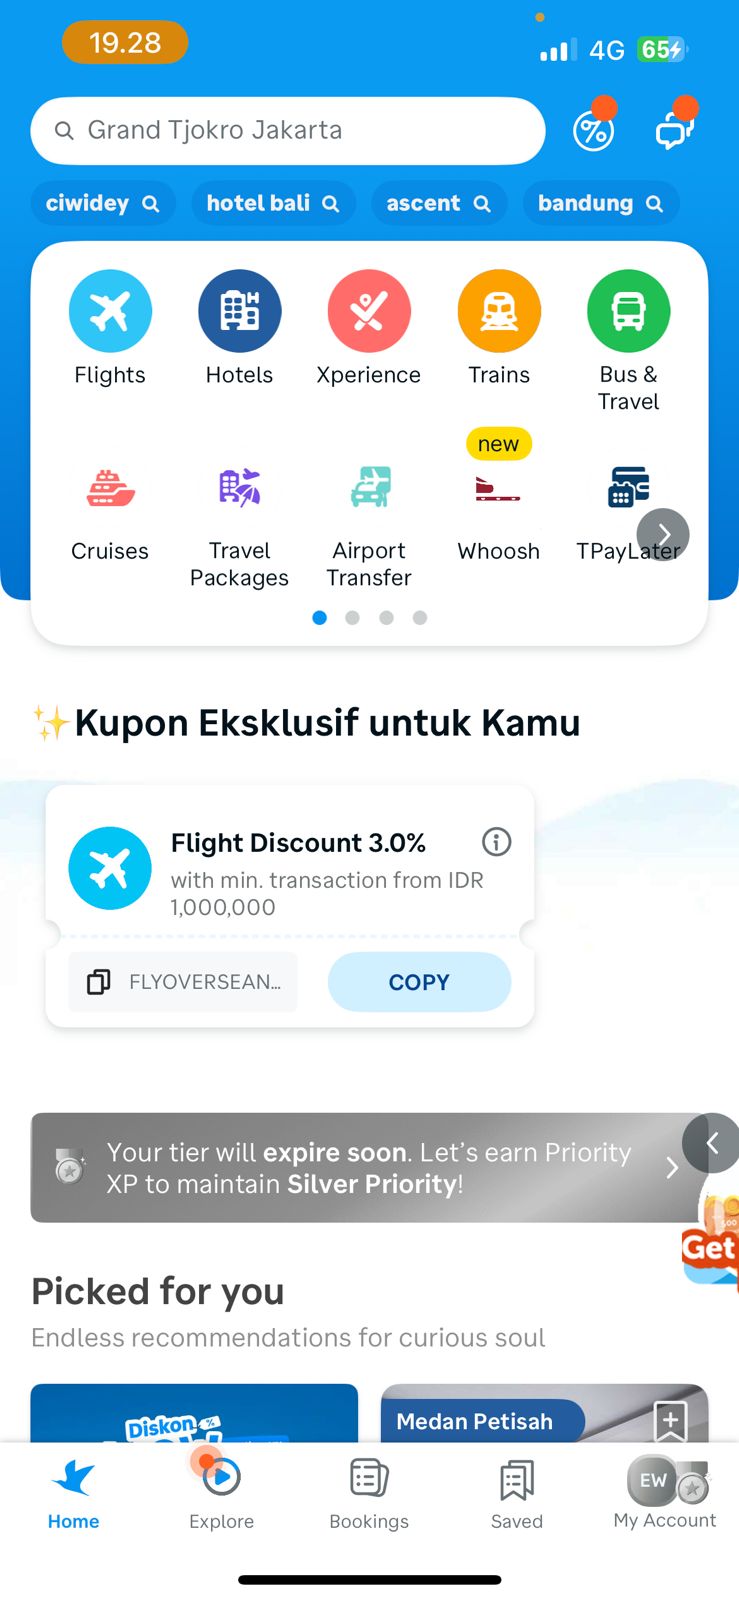 19.28
4G 65
Grand Tjokro Jakarta
ciwidey
hotel bali
ascent
bandung
Flights
Hotels
Xperience
Trains
Bus &
Travel
new
Cruises
Travel
Packages
Airport
Transfer
Whoosh
TPayLater
✨Kupon Eksklusif untuk Kamu
Flight Discount 3.0%
with min. transaction from IDR
1,000,000
FLYOVERSEAN...
COPY
Your tier will expire soon. Let's earn Priority
XP to maintain Silver Priority!
Get
Picked for you
Endless recommendations for curious soul
Diskon
Medan Petisah
Home
Explore
Bookings
Saved
EW
My Account